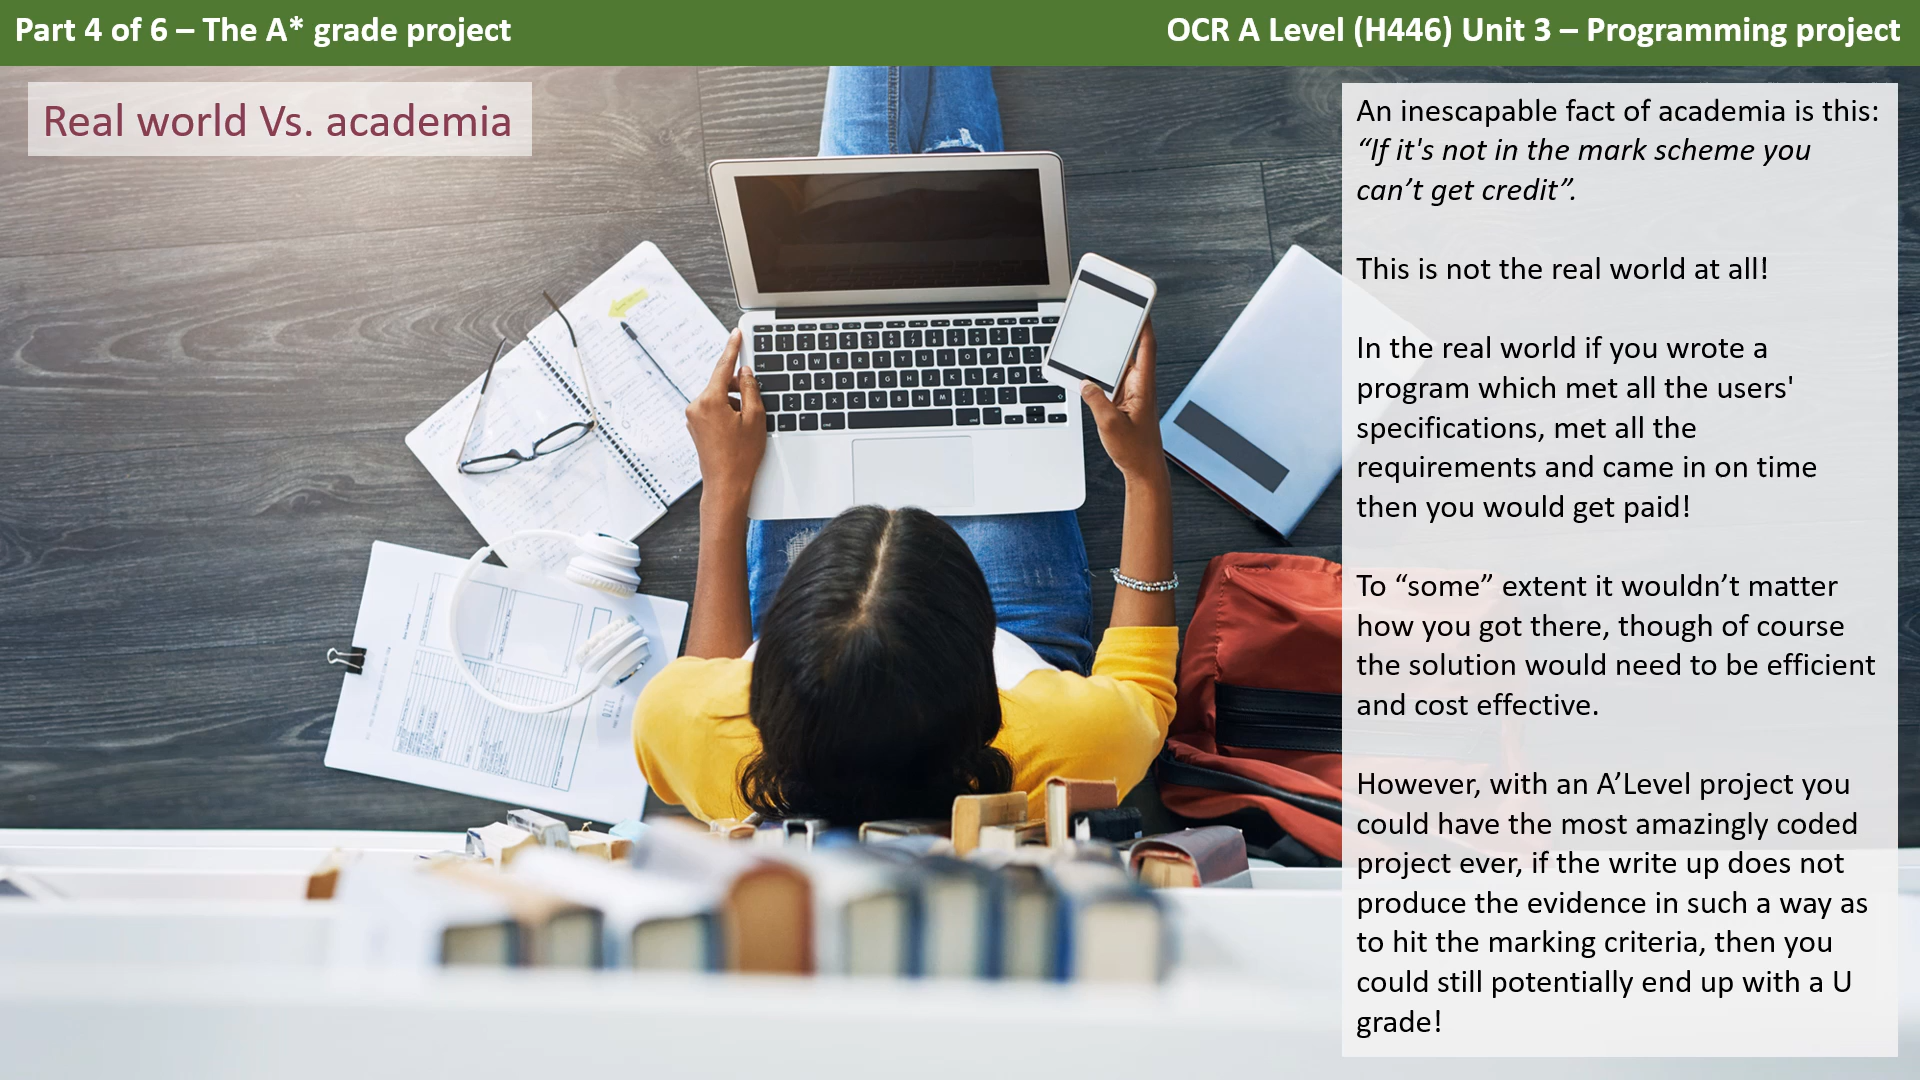 Part 4 of 6 – The A* grade project
OCR A Level (H446) Unit 3 – Programming project
Real world Vs. academia
An inescapable fact of academia is this:
“If it's not in the mark scheme you
can’t get credit”.
This is not the real world at all!
In the real world if you wrote a
program which met all the users'
specifications, met all the
requirements and came in on time
then you would get paid!
To “some” extent it wouldn’t matter
how you got there, though of course
the solution would need to be efficient
and cost effective.
However, with an A’Level project you
could have the most amazingly coded
project ever, if the write up does not
produce the evidence in such a way as
to hit the marking criteria, then you
could still potentially end up with a U
grade!